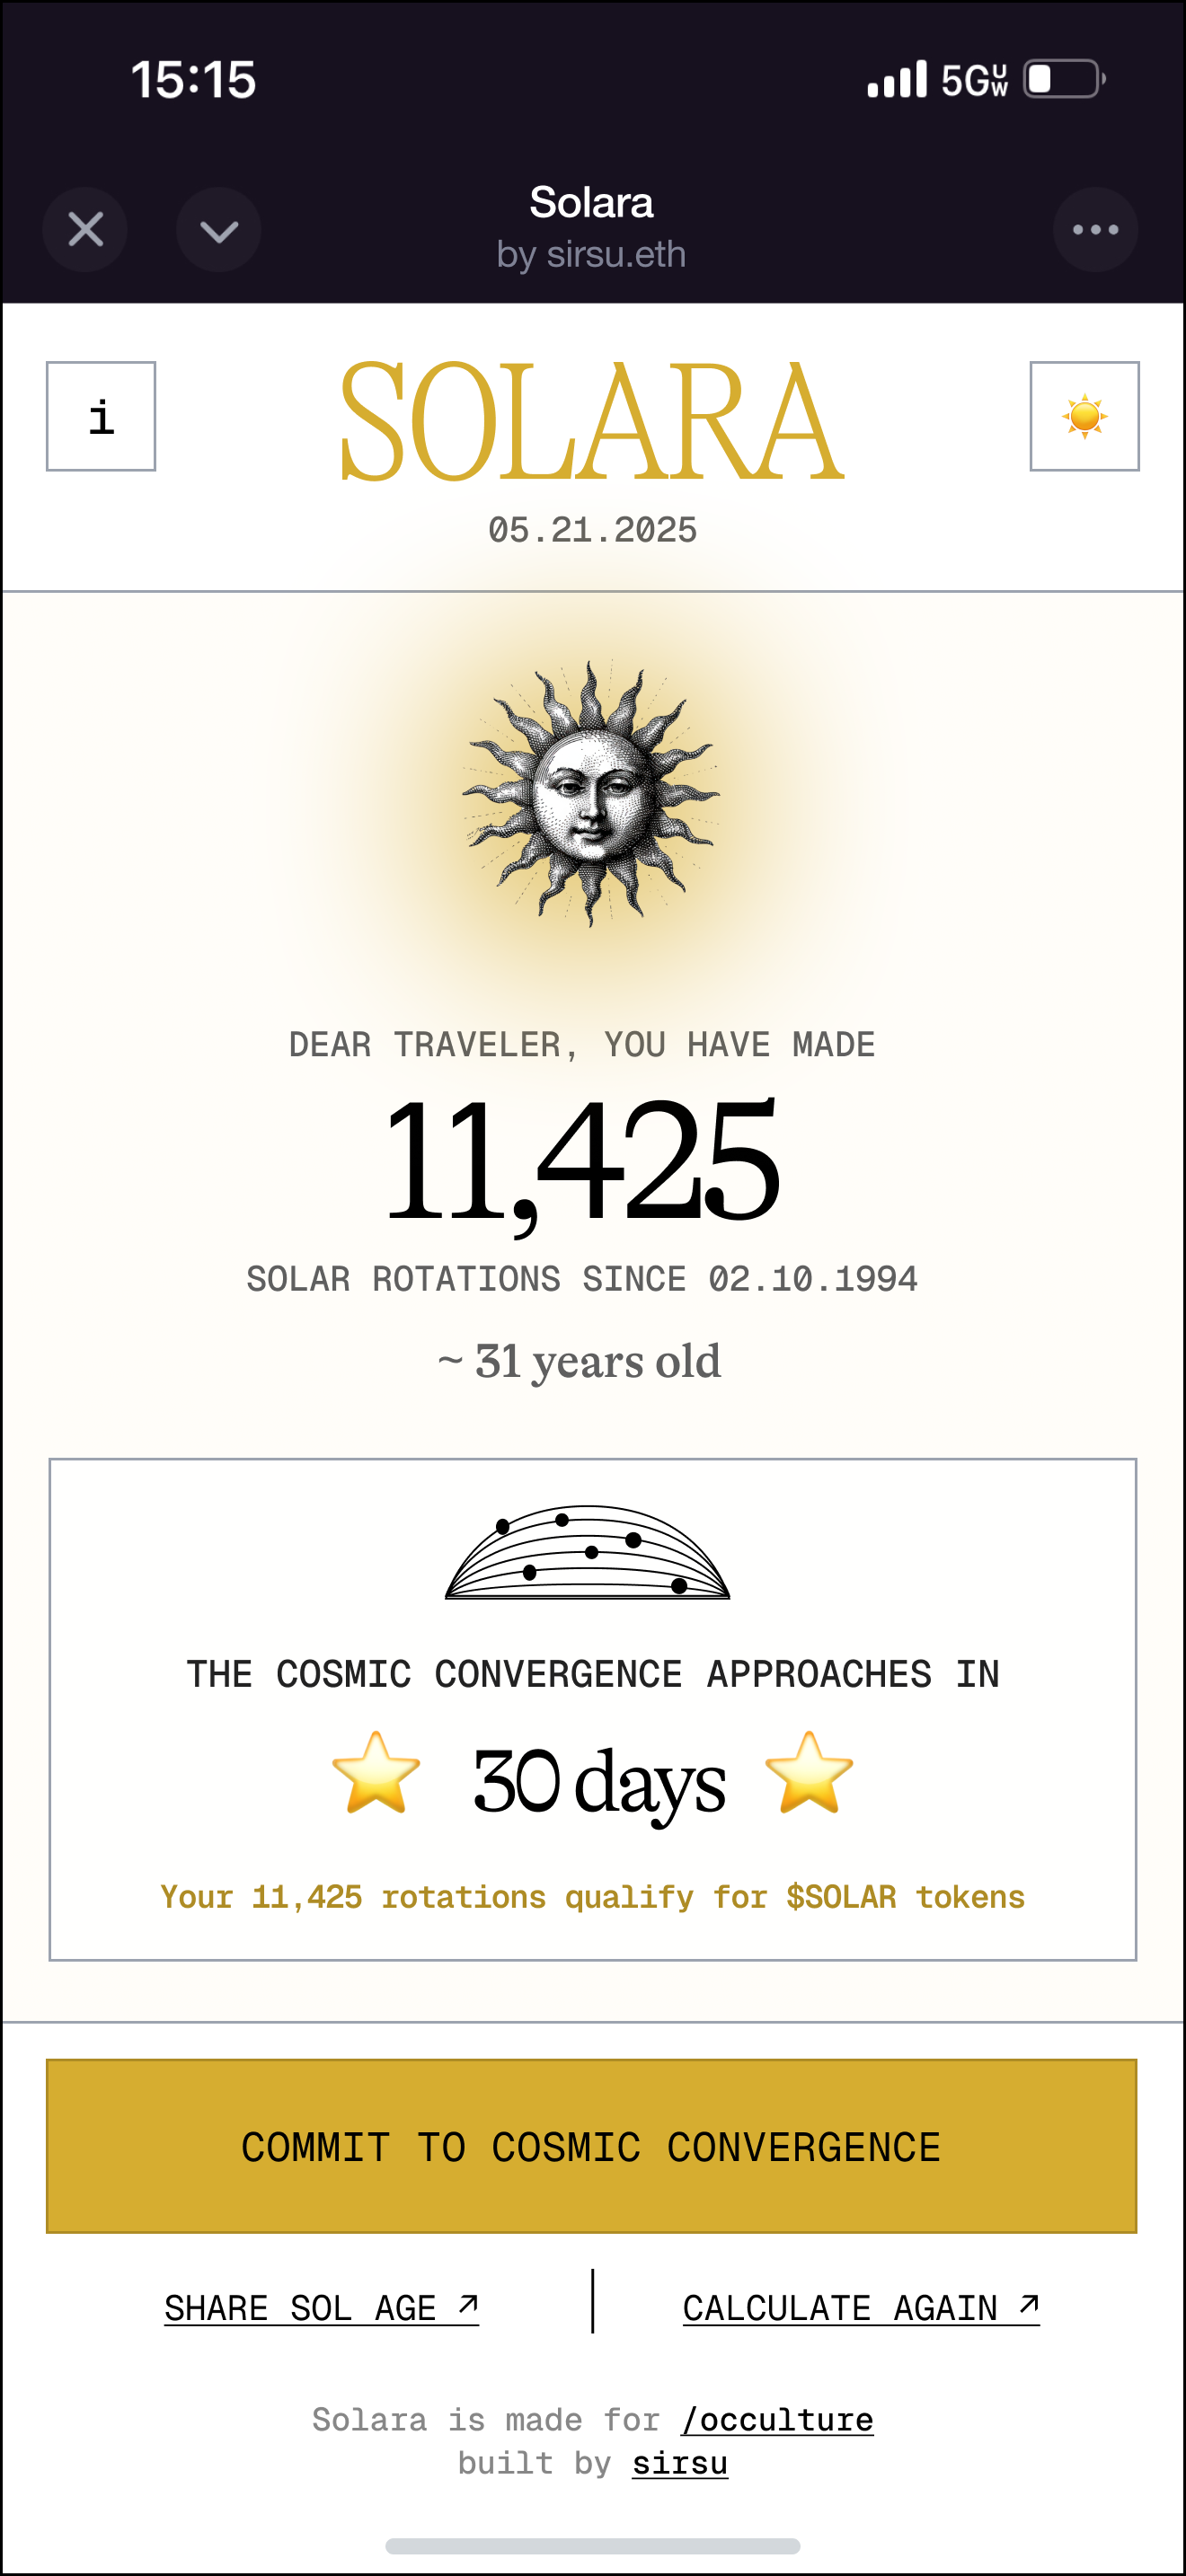 15:15
5G UW
Solara
by sirsu.eth
i
SOLARA
05.21.2025
DEAR TRAVELER, YOU HAVE MADE
11,425
SOLAR ROTATIONS SINCE 02.10.1994
~ 31 years old
THE COSMIC CONVERGENCE APPROACHES IN
30 days
Your 11,425 rotations qualify for $SOLAR tokens
COMMIT TO COSMIC CONVERGENCE
SHARE SOL AGE ↗
CALCULATE AGAIN ↗
Solara is made for /occulture
built by sirsu